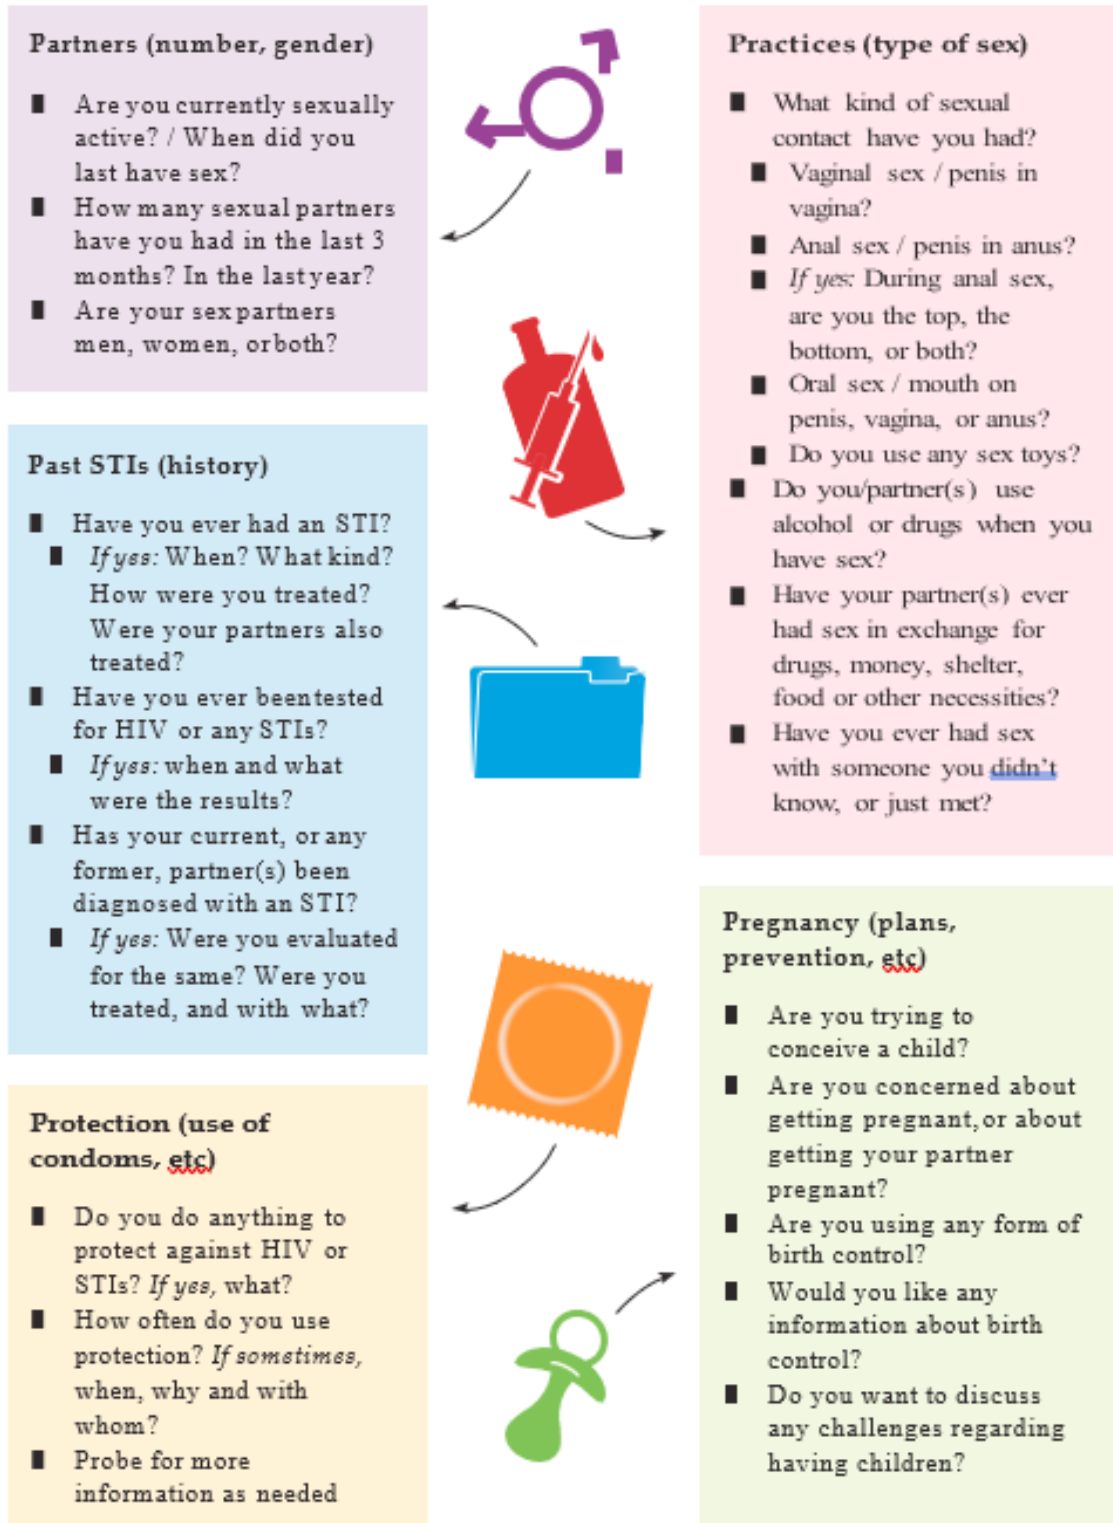 Partners (number, gender)
■ Are you currently sexually
active? / When did you
last have sex?
■ How many sexual partners
have you had in the last 3
months? In the last year?
■ Are your sex partners
men, women, or both?
Past STIs (history)
■ Have you ever had an STI?
■ If yes: When? What kind?
How were you treated?
Were your partners also
treated?
■ Have you ever been tested
for HIV or any STIs?
■ If yes: when and what
were the results?
■ Has your current, or any
former, partner(s) been
diagnosed with an STI?
■ If yes: Were you evaluated
for the same? Were you
treated, and with what?
Protection (use of
condoms, etc)
■ Do you do anything to
protect against HIV or
STIs? If yes, what?
■ How often do you use
protection? If sometimes,
when, why and with
whom?
■ Probe for more
information as needed
Practices (type of sex)
■ What kind of sexual
contact have you had?
■ Vaginal sex / penis in
vagina?
■ Anal sex / penis in anus?
■ If yes: During anal sex,
are you the top, the
bottom, or both?
■ Oral sex / mouth on
penis, vagina, or anus?
■ Do you use any sex toys?
■ Do you/partner(s) use
alcohol or drugs when you
have sex?
■ Have your partner(s) ever
had sex in exchange for
drugs, money, shelter,
food or other necessities?
■ Have you ever had sex
with someone you didn't
know, or just met?
Pregnancy (plans,
prevention, etc)
■ Are you trying to
conceive a child?
■ Are you concerned about
getting pregnant, or about
getting your partner
pregnant?
■ Are you using any form of
birth control?
■ Would you like any
information about birth
control?
■ Do you want to discuss
any challenges regarding
having children?